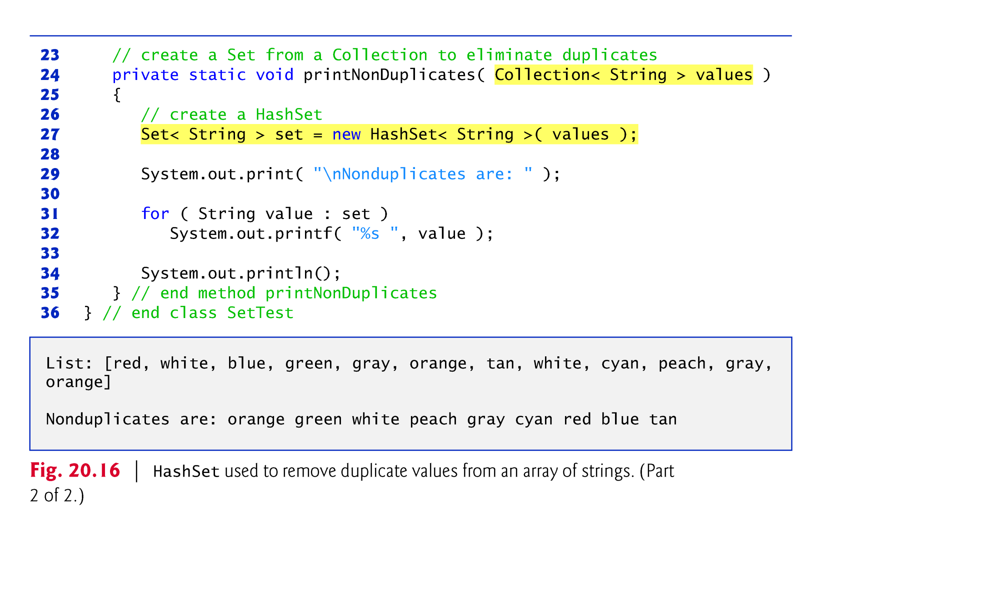 23 // create a Set from a Collection to eliminate duplicates
24 private static void printNonDuplicates( Collection< String > values )
25 {
26 // create a HashSet
27 Set< String > set = new HashSet< String >( values );
28
29 System.out.print( "\nNonduplicates are: " );
30
31 for ( String value : set )
32 System.out.printf( "%s ", value );
33
34 System.out.println();
35 } // end method printNonDuplicates
36 } // end class SetTest
List: [red, white, blue, green, gray, orange, tan, white, cyan, peach, gray,
orange]
Nonduplicates are: orange green white peach gray cyan red blue tan
Fig. 20.16 | HashSet used to remove duplicate values from an array of strings. (Part
2 of 2.)